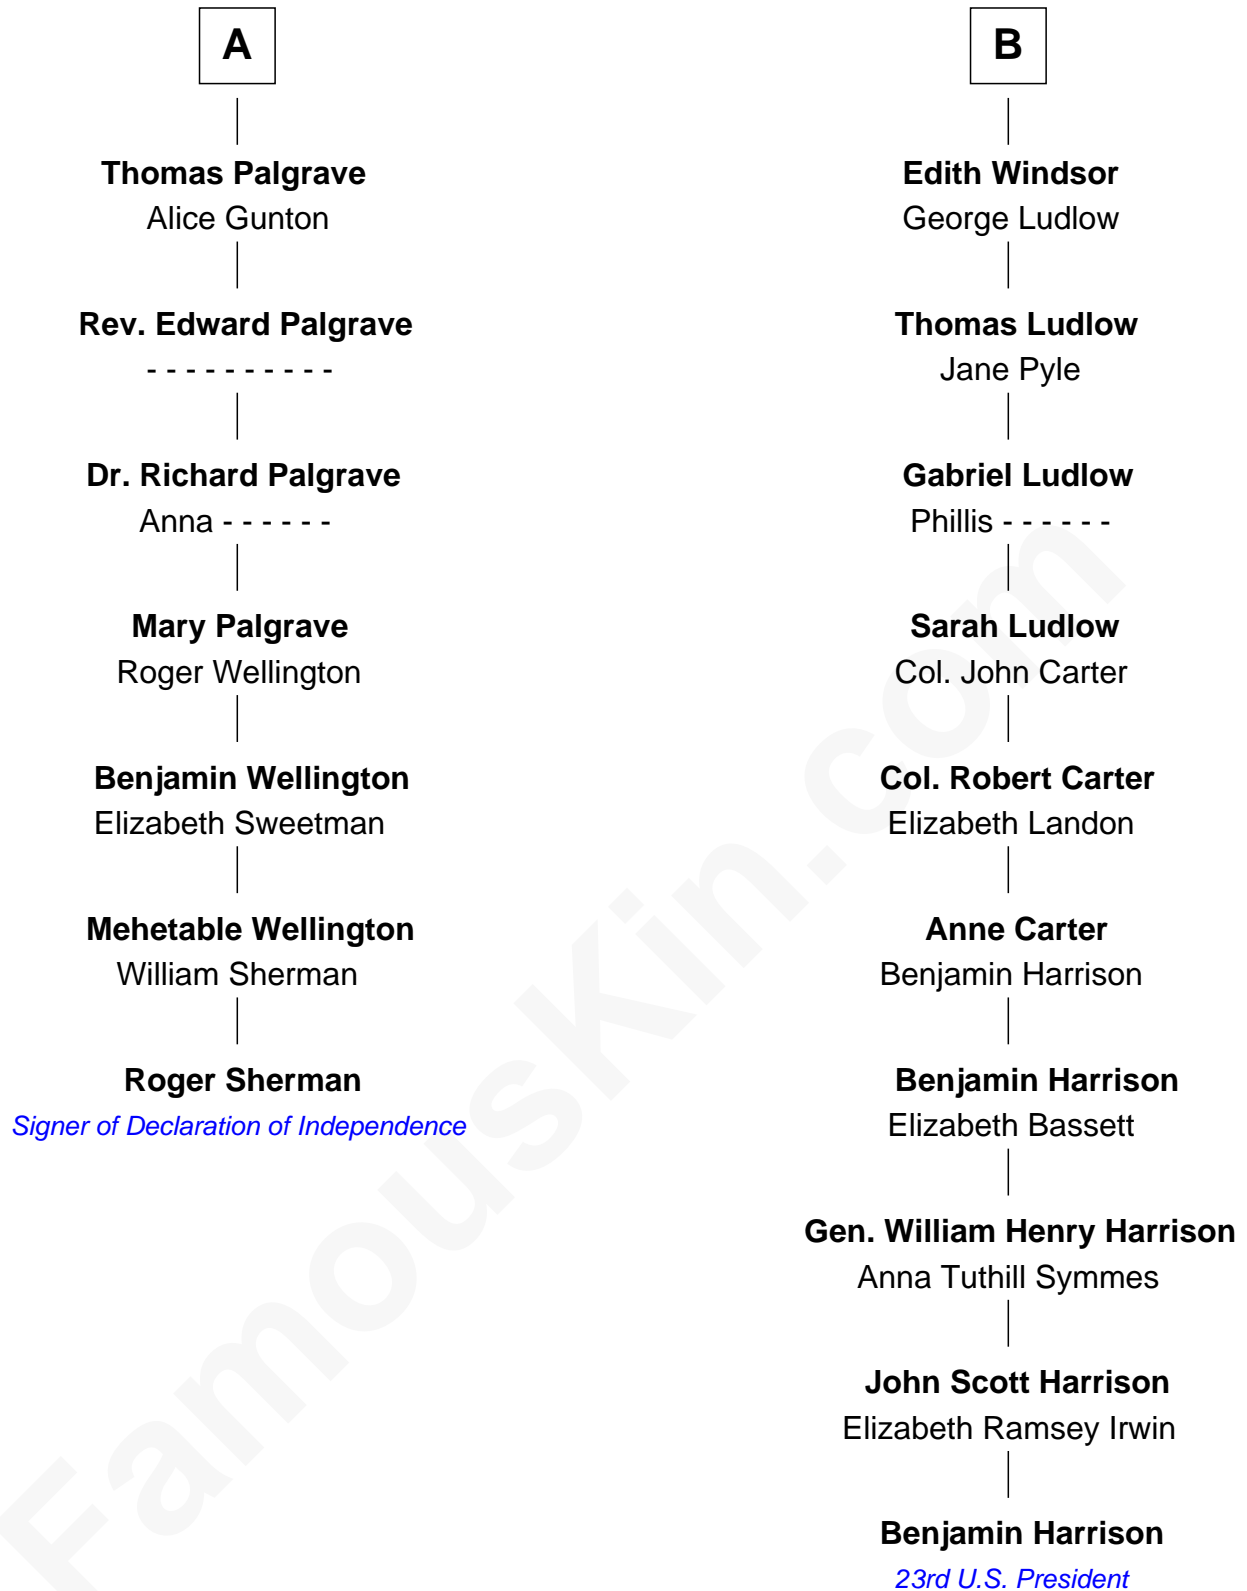 A
Thomas Palgrave
Alice Gunton
Rev. Edward Palgrave
- - - - - - - - - -
Dr. Richard Palgrave
Anna - - - - - -
Mary Palgrave
Roger Wellington
Benjamin Wellington
Elizabeth Sweetman
Mehetable Wellington
William Sherman
Roger Sherman
Signer of Declaration of Independence
B
Edith Windsor
George Ludlow
Thomas Ludlow
Jane Pyle
Gabriel Ludlow
Phillis - - - - - -
Sarah Ludlow
Col. John Carter
Col. Robert Carter
Elizabeth Landon
Anne Carter
Benjamin Harrison
Benjamin Harrison
Elizabeth Bassett
Gen. William Henry Harrison
Anna Tuthill Symmes
John Scott Harrison
Elizabeth Ramsey Irwin
Benjamin Harrison
23rd U.S. President
FamousKin.com